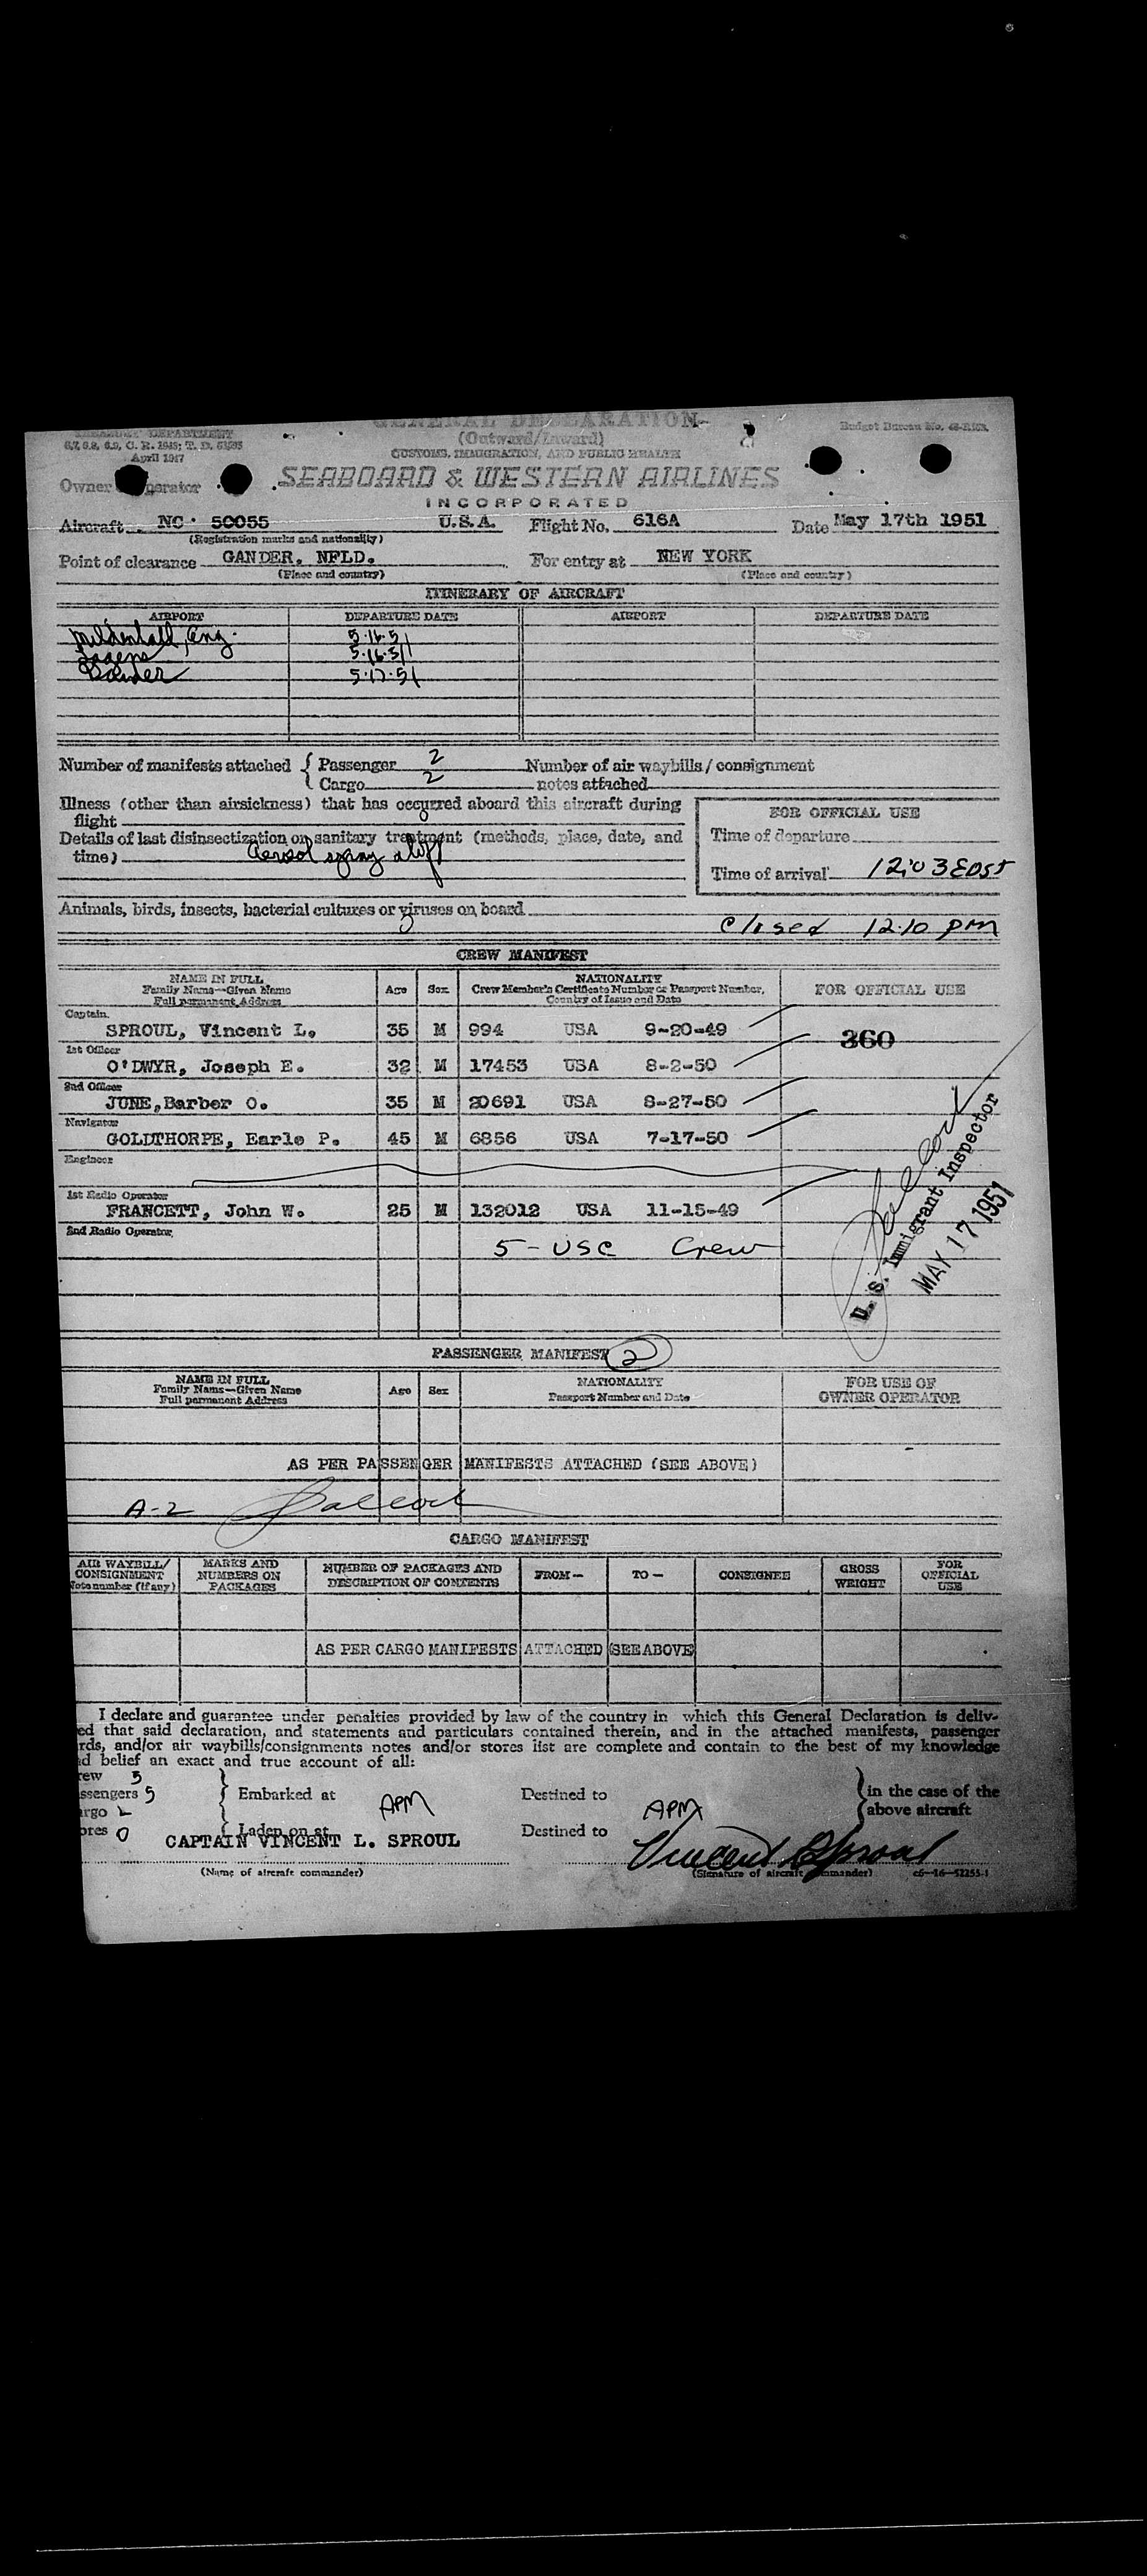 GENERAL DECLARATION
(Outward/Inward)
CUSTOMS, IMMIGRATION, AND PUBLIC HEALTH
TREASURY DEPARTMENT
April 1947
Budget Bureau No.
Owner Operator
SEABOARD & WESTERN AIRLINES
INCORPORATED
Aircraft NC 50055 U.S.A. Flight No. 616A Date May 17th 1951
(Registration marks and nationality)
Point of clearance GANDER, NFLD. For entry at NEW YORK
(Place and country) (Place and country)
ITINERARY OF AIRCRAFT
AIRPORT DEPARTURE DATE AIRPORT DEPARTURE DATE
Mildenhall, Eng. 5.16.51
Lagens 5.16.51
Gander 5.17.51
Number of manifests attached { Passenger 2 Number of air waybills / consignment
{ Cargo 2 notes attached
Illness (other than airsickness) that has occurred aboard this aircraft during
flight 0
Details of last disinsectization or sanitary treatment (methods, place, date, and
time) Aerosol spray aloft
FOR OFFICIAL USE
Time of departure
Time of arrival 12:03 EDST
Animals, birds, insects, bacterial cultures or viruses on board 0
Closed 12:10 pm
CREW MANIFEST
NAME IN FULL
Family Name—Given Name
Full permanent Address
Age Sex
NATIONALITY
Crew Member's Certificate Number or Passport Number,
Country of Issue and Date
FOR OFFICIAL USE
Captain
SPROUL, Vincent L. 35 M 994 USA 9-20-49
360
1st Officer
O'DWYR, Joseph E. 32 M 17453 USA 8-2-50
2nd Officer
JUNE,Barber O. 35 M 20691 USA 8-27-50
Navigator
GOLDTHORPE, Earle P. 45 M 6856 USA 7-17-50
Engineer
1st Radio Operator
FRANCETT, John W. 25 M 132012 USA 11-15-49
2nd Radio Operator
5 - USC Crew
U.S. Immigrant Inspector
MAY 17 1951
PASSENGER MANIFEST 2
NAME IN FULL
Family Name—Given Name
Full permanent Address
Age Sex
NATIONALITY
Passport Number and Date
FOR USE OF
OWNER OPERATOR
AS PER PASSENGER MANIFESTS ATTACHED (SEE ABOVE)
A-2
CARGO MANIFEST
AIR WAYBILL/
CONSIGNMENT
Note number (if any)
MARKS AND
NUMBERS ON
PACKAGES
NUMBER OF PACKAGES AND
DESCRIPTION OF CONTENTS
FROM — TO — CONSIGNEE
GROSS
WEIGHT
FOR
OFFICIAL
USE
AS PER CARGO MANIFESTS ATTACHED (SEE ABOVE
I declare and guarantee under penalties provided by law of the country in which this General Declaration is deliv-
ed that said declaration, and statements and particulars contained therein, and in the attached manifests, passenger
rds, and/or air waybills/consignments notes and/or stores list are complete and contain to the best of my knowledge
d belief an exact and true account of all:
rew 5
ssengers 5 Embarked at APM Destined to APM in the case of the
rgo 2 above aircraft
ores 0 Laden on at Destined to
CAPTAIN VINCENT L. SPROUL Vincent L Sproul
(Name of aircraft commander) (Signature of aircraft commander) c6—16—52255-1